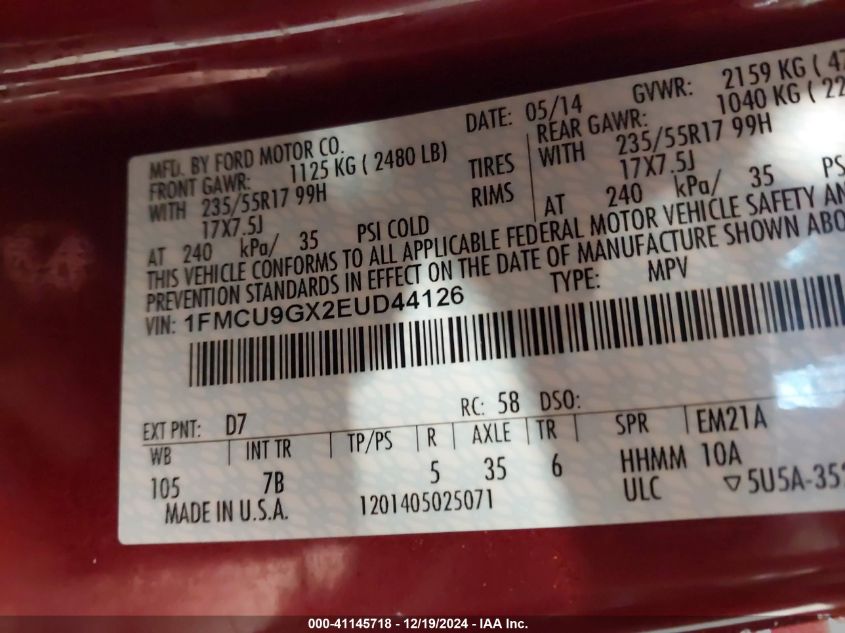 MFD. BY FORD MOTOR CO. DATE: 05/14 GVWR: 2159 KG
FRONT GAWR: 1125 KG ( 2480 LB) REAR GAWR: 1040 KG
WITH 235/55R17 99H TIRES WITH 235/55R17 99H
17X7.5J RIMS 17X7.5J
AT 240 kPa/ 35 PSI COLD AT 240 kPa/ 35
THIS VEHICLE CONFORMS TO ALL APPLICABLE FEDERAL MOTOR VEHICLE SAFETY
PREVENTION STANDARDS IN EFFECT ON THE DATE OF MANUFACTURE SHOWN
VIN: 1FMCU9GX2EUD44126 TYPE: MPV
EXT PNT: D7 RC: 58 DSO:
WB INT TR TP/PS R AXLE TR SPR EM21A
105 7B 5 35 6 HHMM 10A
MADE IN U.S.A. 1201405025071 ULC ▽5U5A-
000-41145718 - 12/19/2024 - IAA Inc.